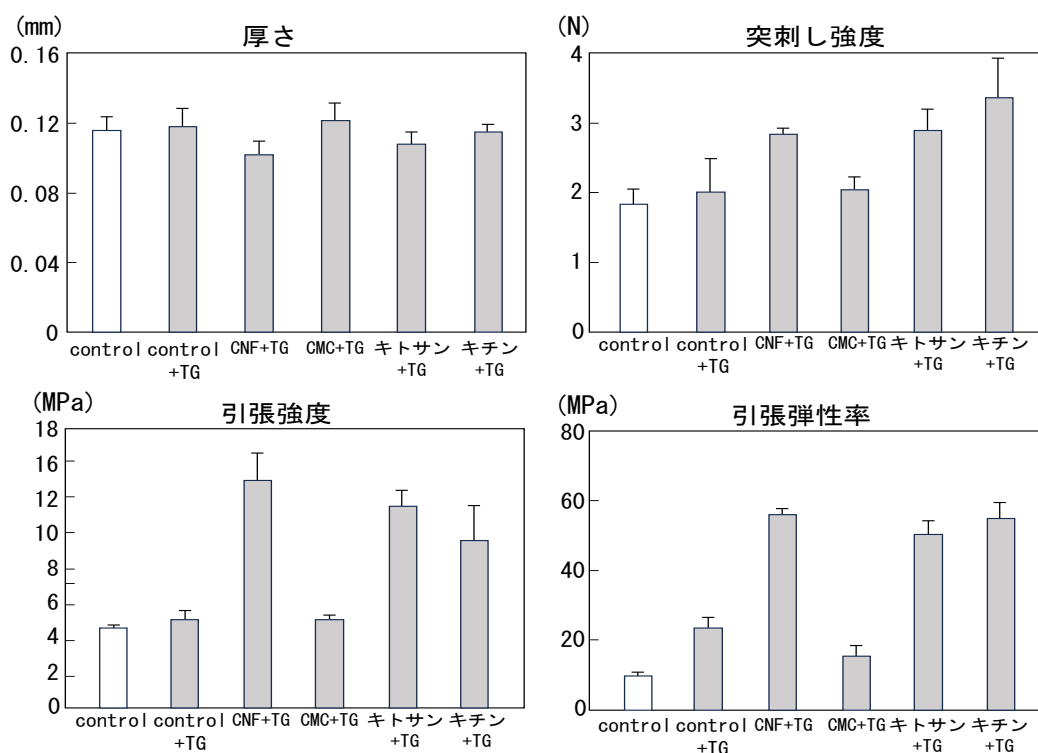 (mm)
厚さ
0.16
0.12
0.08
0.04
0
control
control
+TG
CNF+TG
CMC+TG
キトサン
+TG
キチン
+TG
(N)
突刺し強度
4
3
2
1
0
control
control
+TG
CNF+TG
CMC+TG
キトサン
+TG
キチン
+TG
(MPa)
引張強度
18
16
12
10
8
6
4
2
0
control
control
+TG
CNF+TG
CMC+TG
キトサン
+TG
キチン
+TG
(MPa)
引張弾性率
80
60
40
20
0
control
control
+TG
CNF+TG
CMC+TG
キトサン
+TG
キチン
+TG